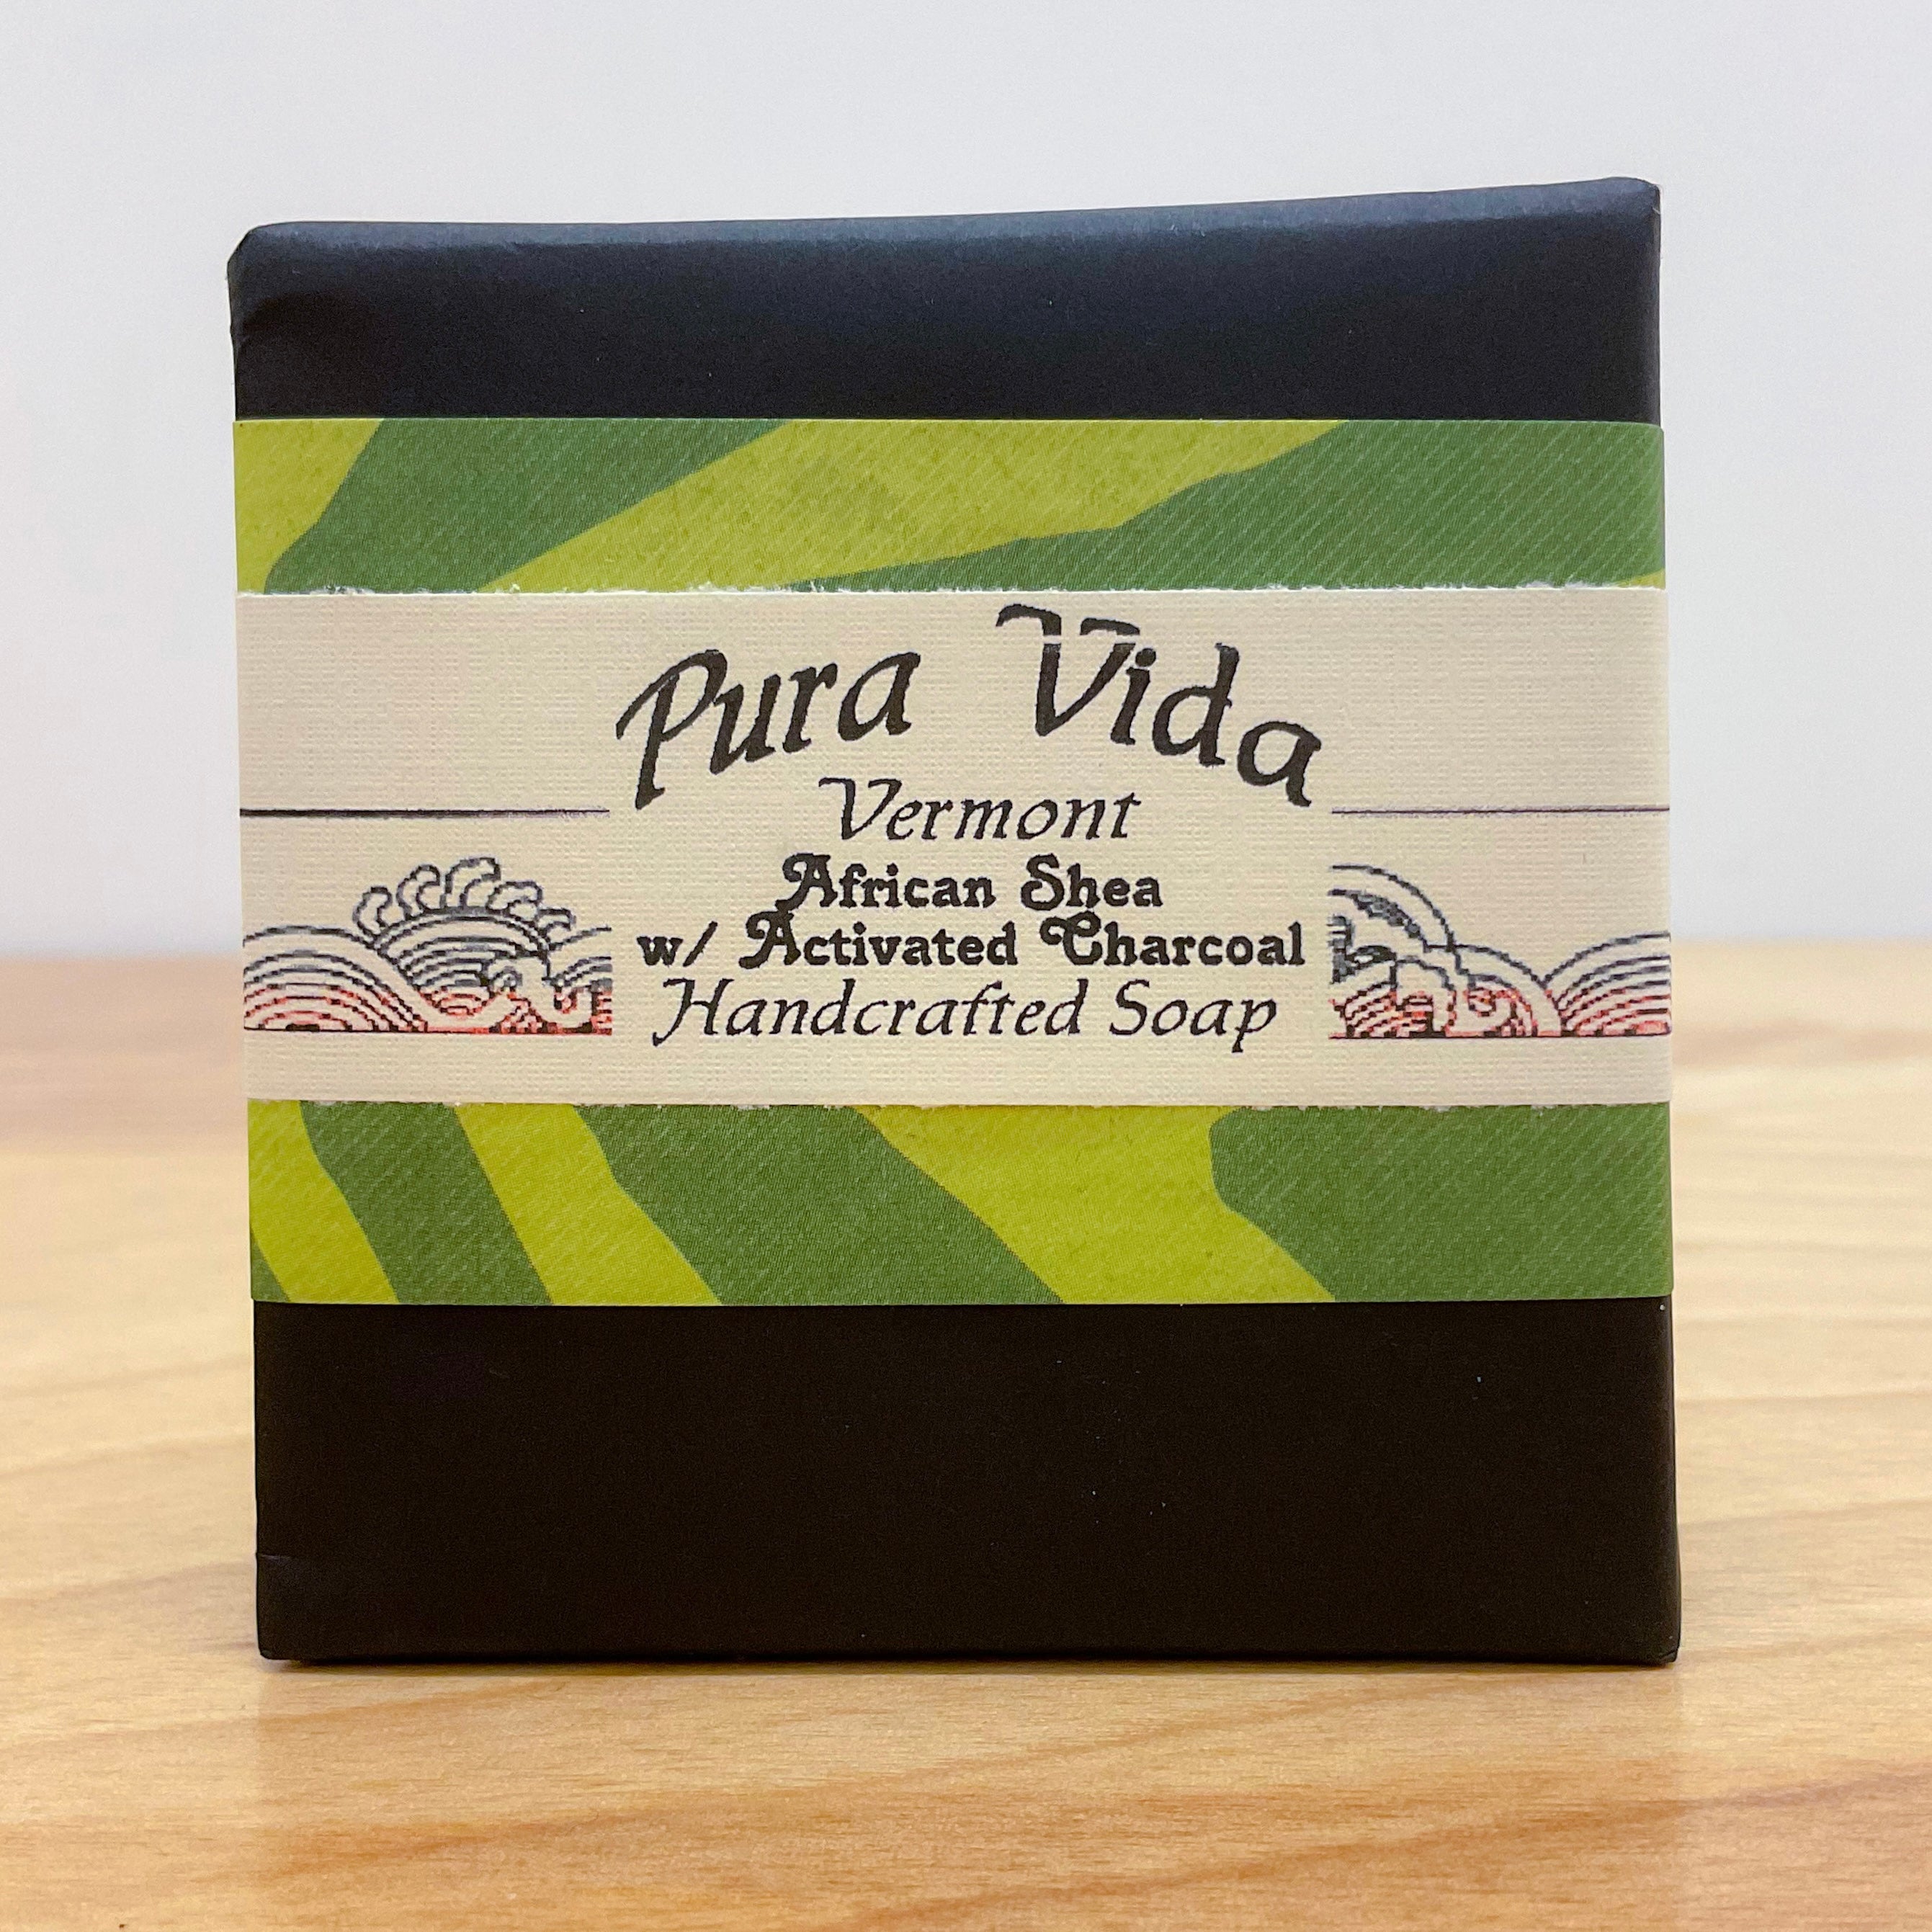 Pura Vida
Vermont
African Shea
w/ Activated Charcoal
Handcrafted Soap